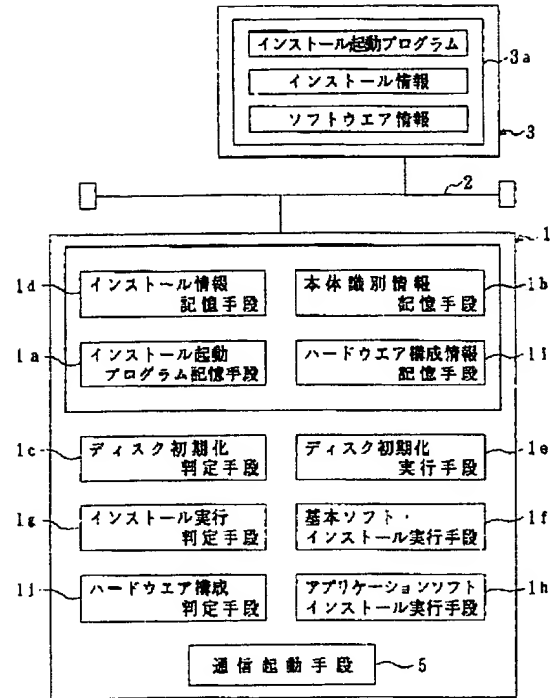 インストール起動プログラム
インストール情報
ソフトウエア情報
3a
3
2
1
1d
インストール情報
記憶手段
本体識別情報
記憶手段
1b
1a
インストール起動
プログラム記憶手段
ハードウエア構成情報
記憶手段
1i
1c
ディスク初期化
判定手段
ディスク初期化
実行手段
1e
1g
インストール実行
判定手段
基本ソフト・
インストール実行手段
1f
1j
ハードウエア構成
判定手段
アプリケーションソフト
インストール実行手段
1h
通信起動手段
5